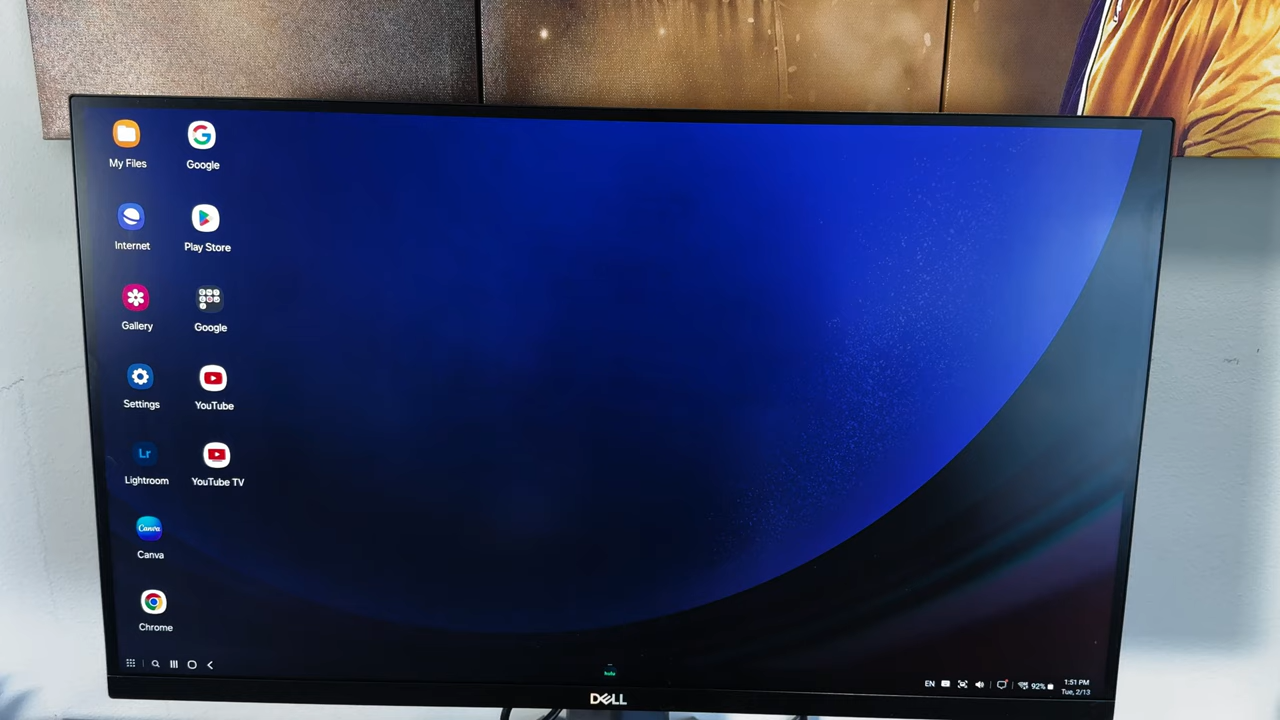 My Files
Google
Internet
Play Store
Gallery
Google
Settings
YouTube
Lr
Lightroom
YouTube TV
Canva
Canva
Chrome
hulu
EN
92%
1:51 PM
Tue, 2/13
DELL